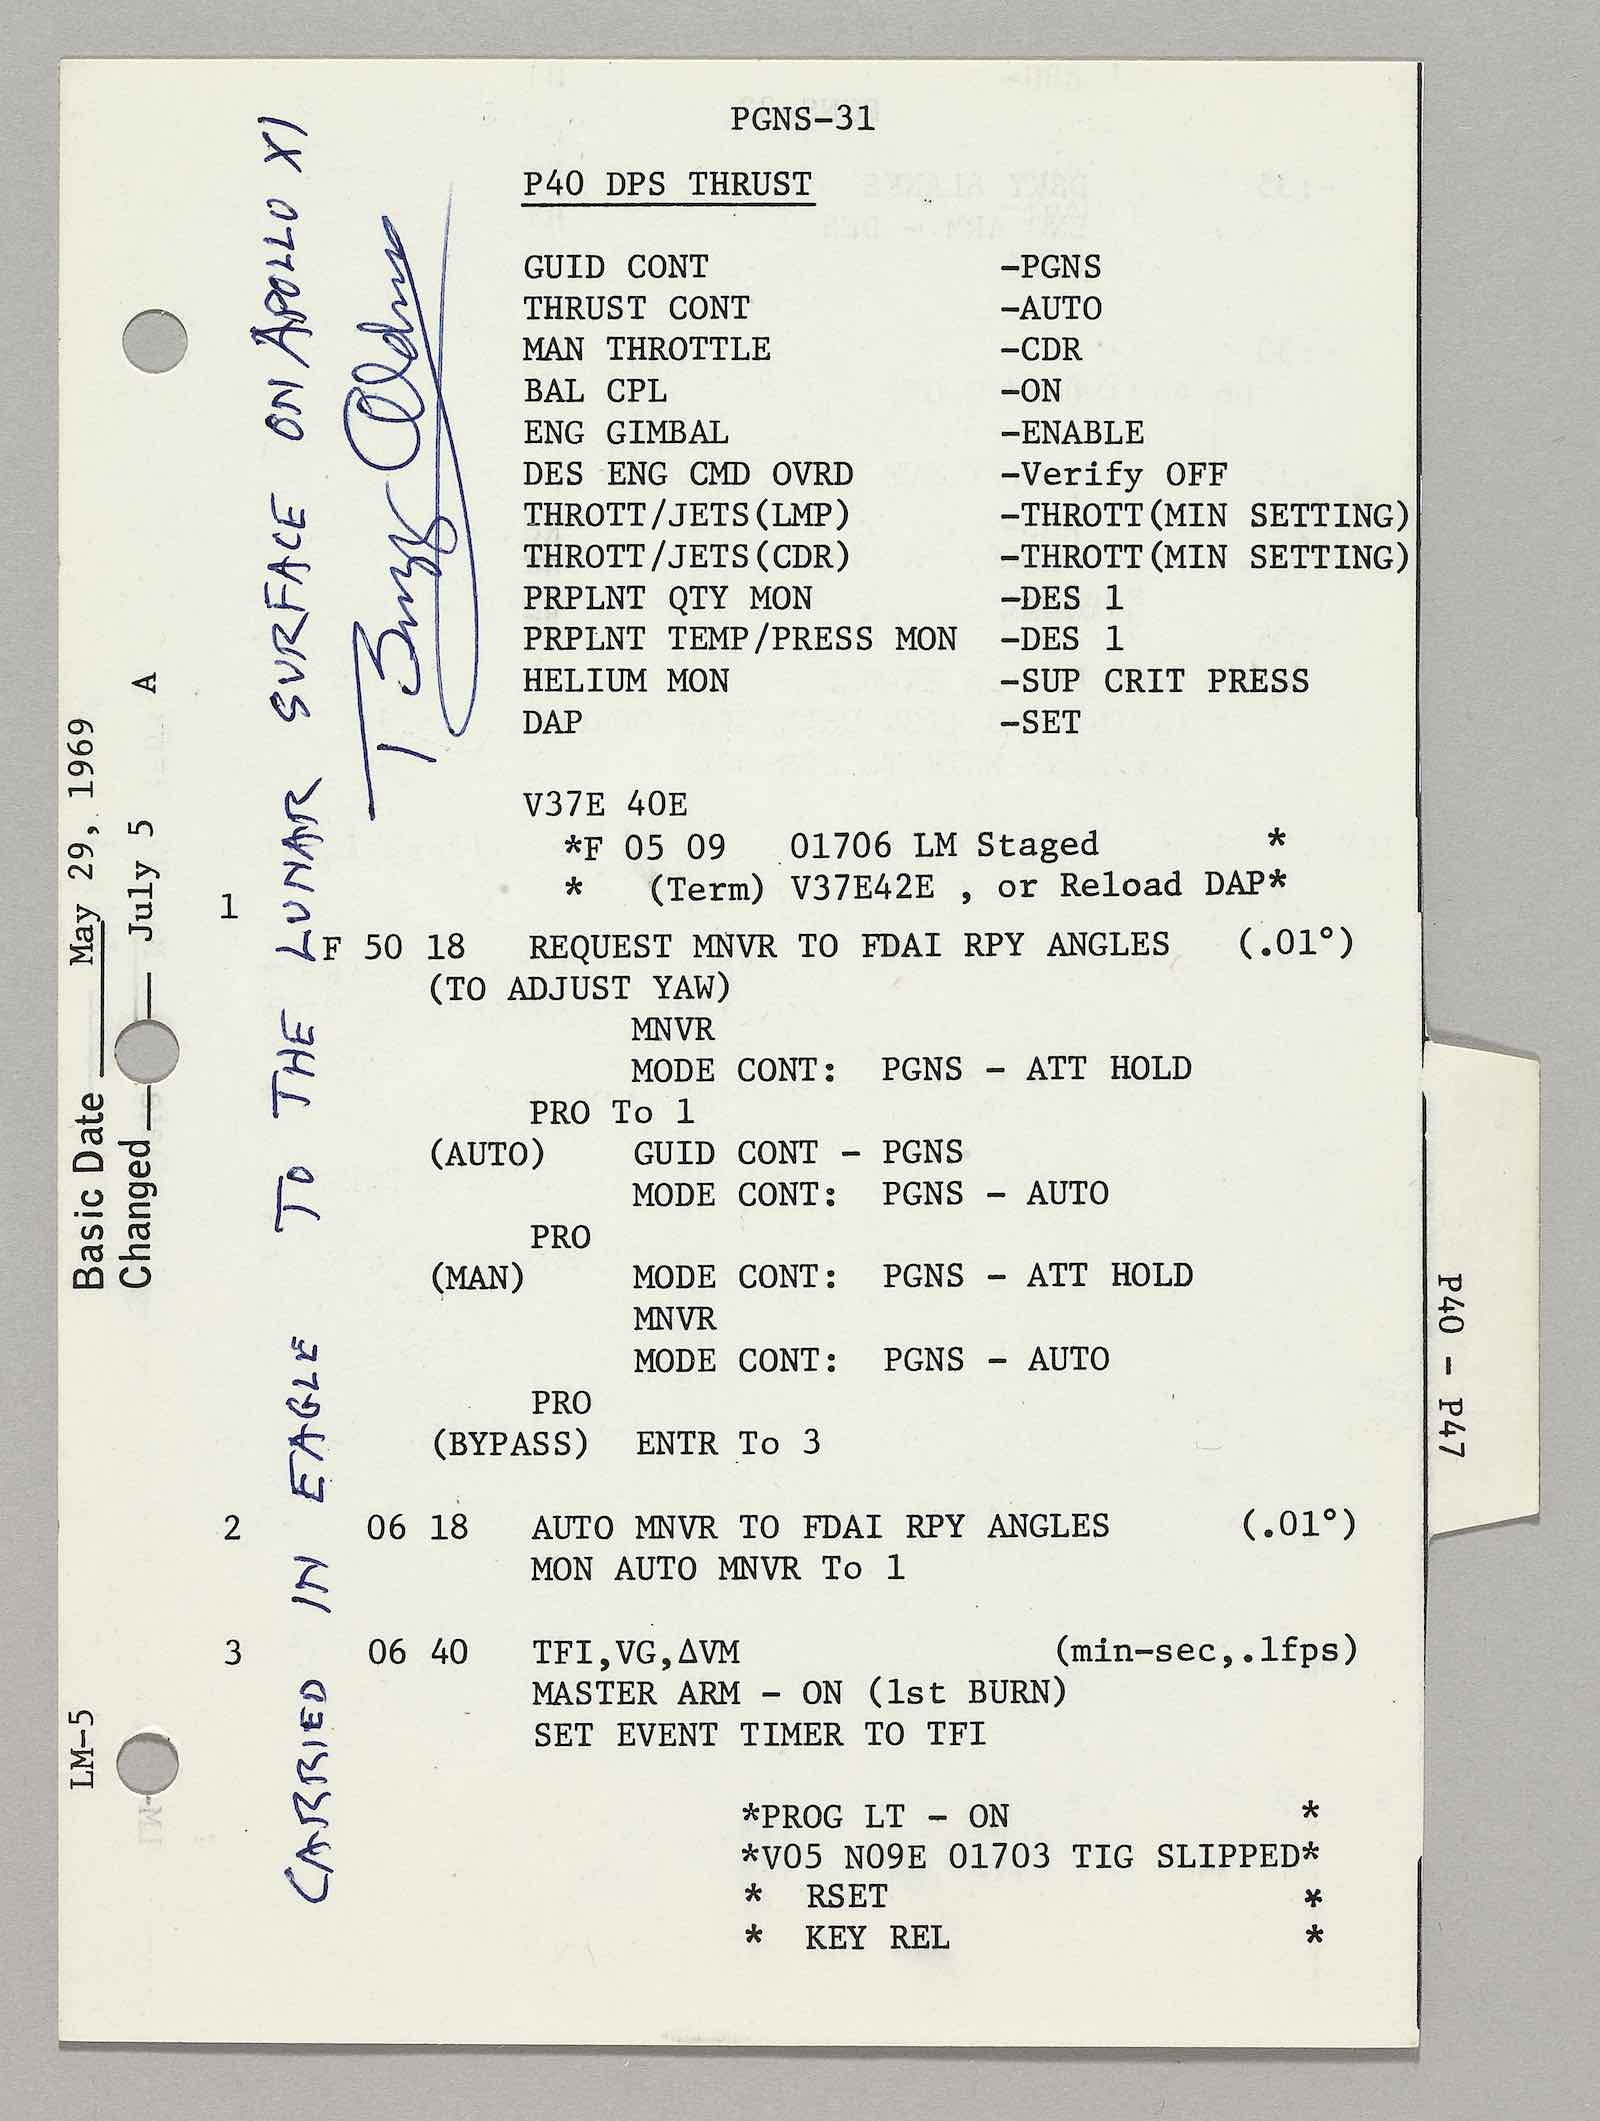 PGNS-31
P40 DPS THRUST
GUID CONT -PGNS
THRUST CONT -AUTO
MAN THROTTLE -CDR
BAL CPL -ON
ENG GIMBAL -ENABLE
DES ENG CMD OVRD -Verify OFF
THROTT/JETS(LMP) -THROTT(MIN SETTING)
THROTT/JETS(CDR) -THROTT(MIN SETTING)
PRPLNT QTY MON -DES 1
PRPLNT TEMP/PRESS MON -DES 1
HELIUM MON -SUP CRIT PRESS
DAP -SET
V37E 40E
*F 05 09 01706 LM Staged *
* (Term) V37E42E , or Reload DAP*
1
F 50 18 REQUEST MNVR TO FDAI RPY ANGLES (.01°)
(TO ADJUST YAW)
MNVR
MODE CONT: PGNS - ATT HOLD
PRO To 1
(AUTO) GUID CONT - PGNS
MODE CONT: PGNS - AUTO
PRO
(MAN) MODE CONT: PGNS - ATT HOLD
MNVR
MODE CONT: PGNS - AUTO
PRO
(BYPASS) ENTR To 3
2 06 18 AUTO MNVR TO FDAI RPY ANGLES (.01°)
MON AUTO MNVR To 1
3 06 40 TFI,VG,ΔVM (min-sec,.1fps)
MASTER ARM - ON (1st BURN)
SET EVENT TIMER TO TFI
*PROG LT - ON *
*V05 N09E 01703 TIG SLIPPED*
* RSET *
* KEY REL *
LM-5
Basic Date May 29, 1969
Changed July 5 A
CARRIED IN EAGLE TO THE LUNAR SURFACE ON APOLLO XI
Buzz Aldrin
P40 - P47